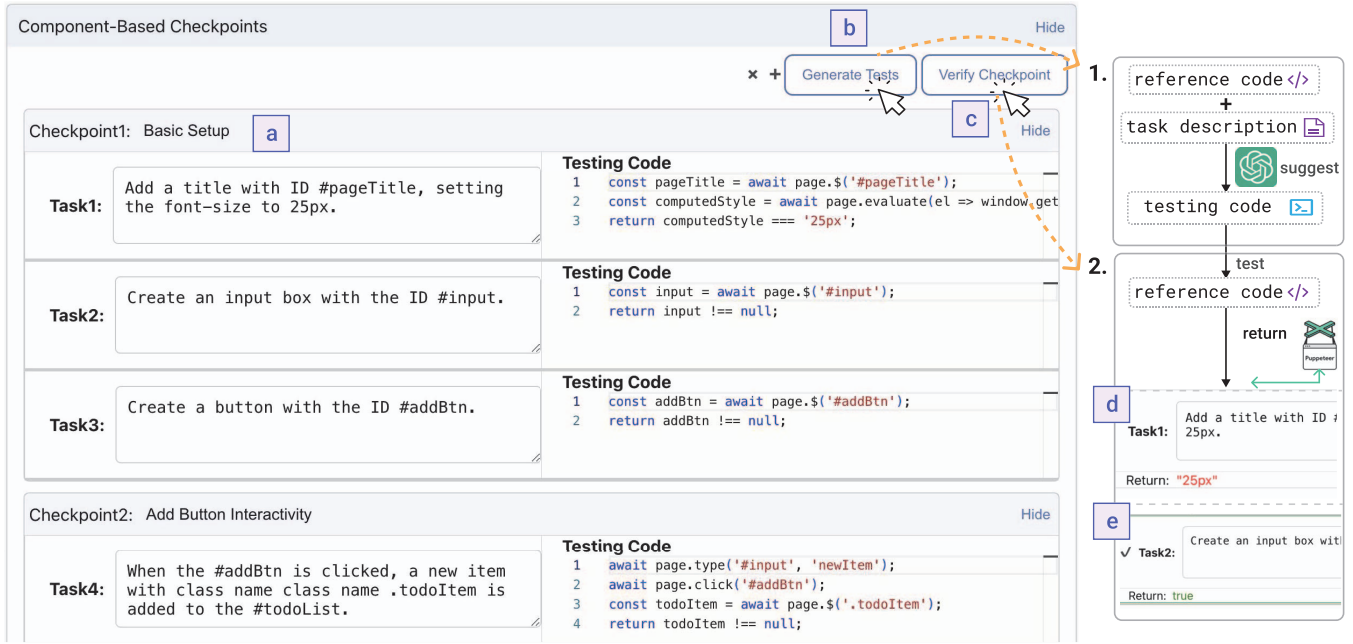 Component-Based Checkpoints
Hide
b
× + Generate Tests Verify Checkpoint
c
Checkpoint1: Basic Setup
a
Hide
Task1:
Add a title with ID #pageTitle, setting
the font-size to 25px.
Testing Code
1 const pageTitle = await page.$('#pageTitle');
2 const computedStyle = await page.evaluate(el => window.get
3 return computedStyle === '25px';
Task2:
Create an input box with the ID #input.
Testing Code
1 const input = await page.$('#input');
2 return input !== null;
Task3:
Create a button with the ID #addBtn.
Testing Code
1 const addBtn = await page.$('#addBtn');
2 return addBtn !== null;
Checkpoint2: Add Button Interactivity
Hide
Task4:
When the #addBtn is clicked, a new item
with class name class name .todoItem is
added to the #todoList.
Testing Code
1 await page.type('#input', 'newItem');
2 await page.click('#addBtn');
3 const todoItem = await page.$('.todoItem');
4 return todoItem !== null;
1.
reference code </>
+
task description
suggest
testing code >_
2.
test
reference code </>
return
Puppeteer
d
Task1:
Add a title with ID #
25px.
Return: "25px"
e
✓ Task2:
Create an input box wit
Return: true